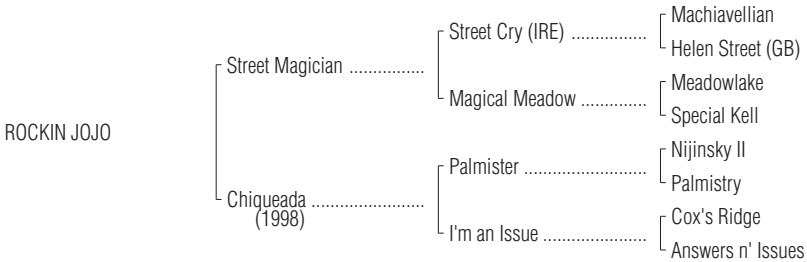 Machiavellian
Street Cry (IRE) ................
Helen Street (GB)
Street Magician ................
Meadowlake
Magical Meadow ..............
Special Kell
ROCKIN JOJO
Nijinsky II
Palmister ..........................
Palmistry
Chiqueada ........................
(1998)
Cox's Ridge
I'm an Issue ......................
Answers n' Issues